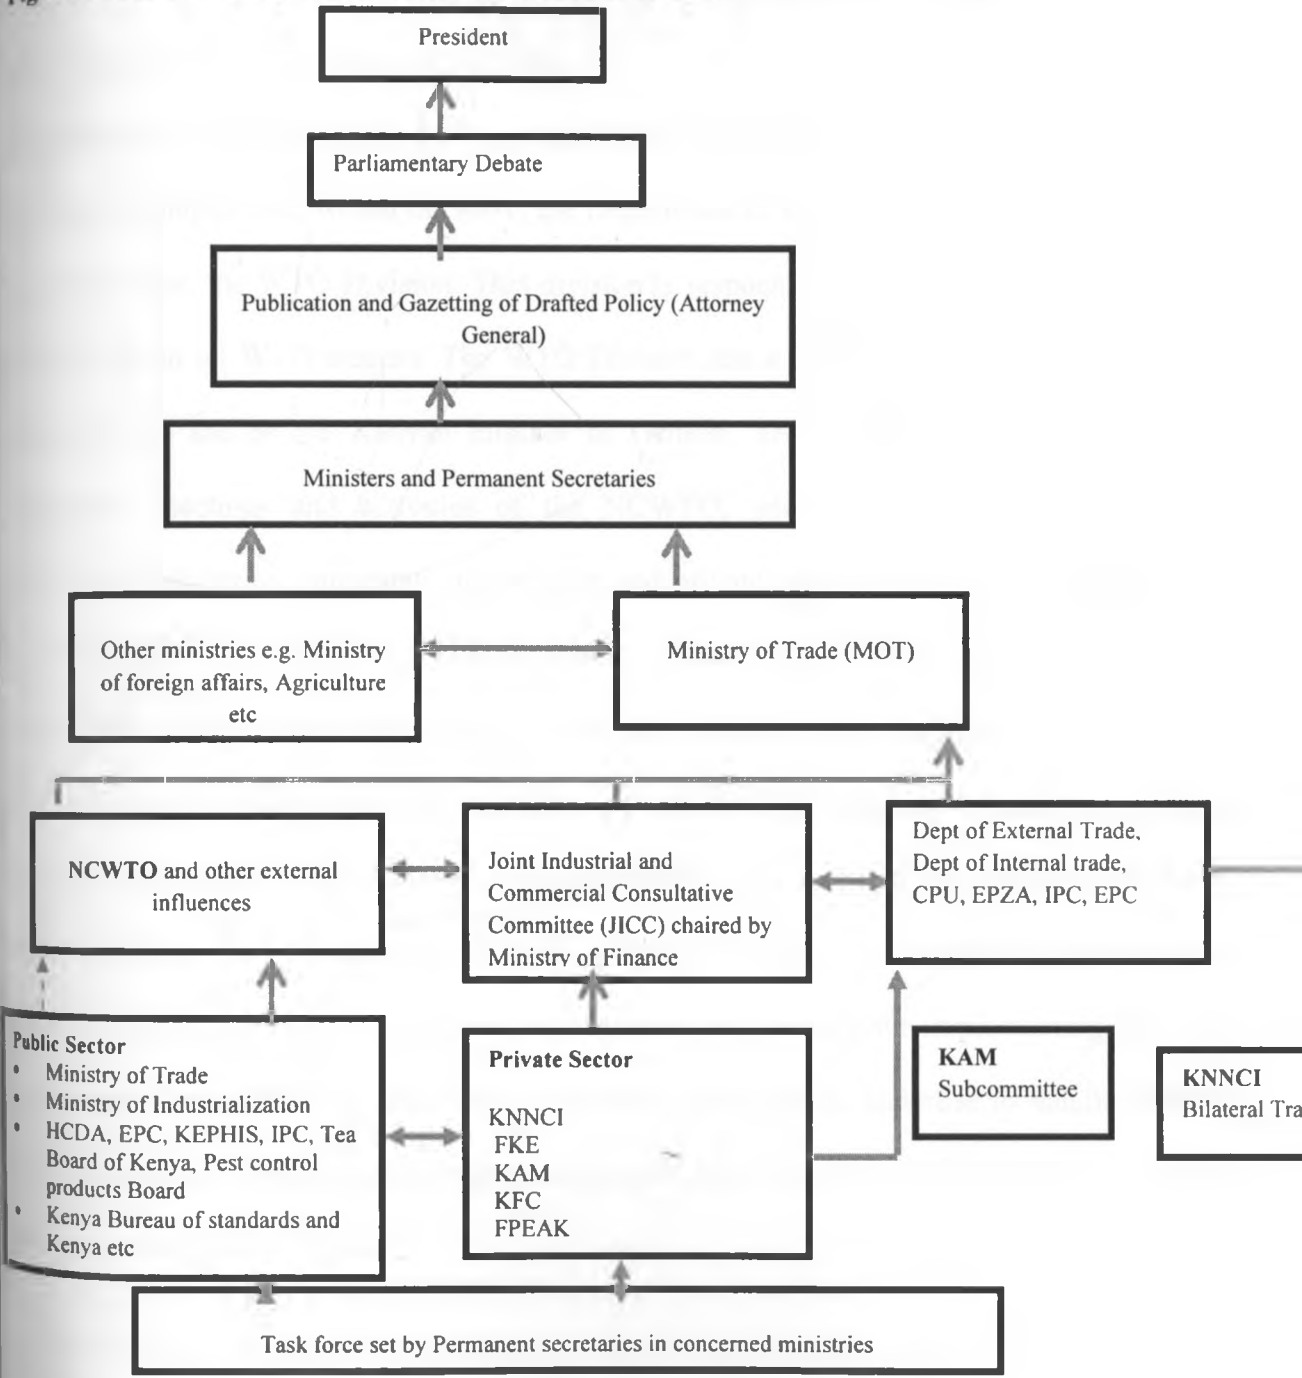 President
Parliamentary Debate
Publication and Gazetting of Drafted Policy (Attorney
General)
Ministers and Permanent Secretaries
Other ministries e.g. Ministry
of foreign affairs, Agriculture
etc
Ministry of Trade (MOT)
NCWTO and other external
influences
Joint Industrial and
Commercial Consultative
Committee (JICC) chaired by
Ministry of Finance
Dept of External Trade,
Dept of Internal trade,
CPU, EPZA, IPC, EPC
Public Sector
• Ministry of Trade
• Ministry of Industrialization
• HCDA, EPC, KEPHIS, IPC, Tea
Board of Kenya, Pest control
products Board
• Kenya Bureau of standards and
Kenya etc
Private Sector
KNNCI
FKE
KAM
KFC
FPEAK
KAM
Subcommittee
KNNCI
Bilateral Tra
Task force set by Permanent secretaries in concerned ministries